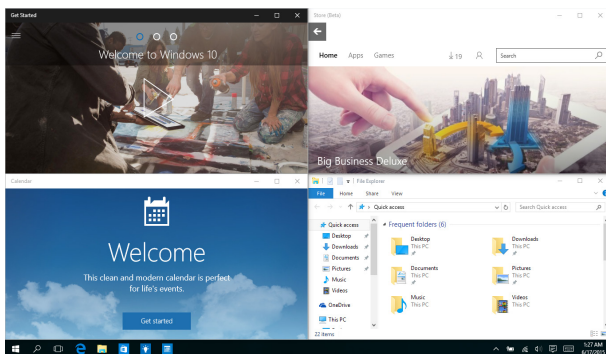 Get Started
Welcome to Windows 10
Store (Beta)
Home Apps Games
19
Search
Big Business Deluxe
Calendar
Welcome
This clean and modern calendar is perfect
for life's events.
Get started
File Explorer
File Home Share View
Quick access
Search Quick access
Quick access
Desktop
Downloads
Documents
Pictures
Music
Videos
OneDrive
This PC
Frequent folders (6)
Desktop
This PC
Downloads
This PC
Documents
This PC
Pictures
This PC
Music
This PC
Videos
This PC
22 items
1:27 AM
6/17/2015